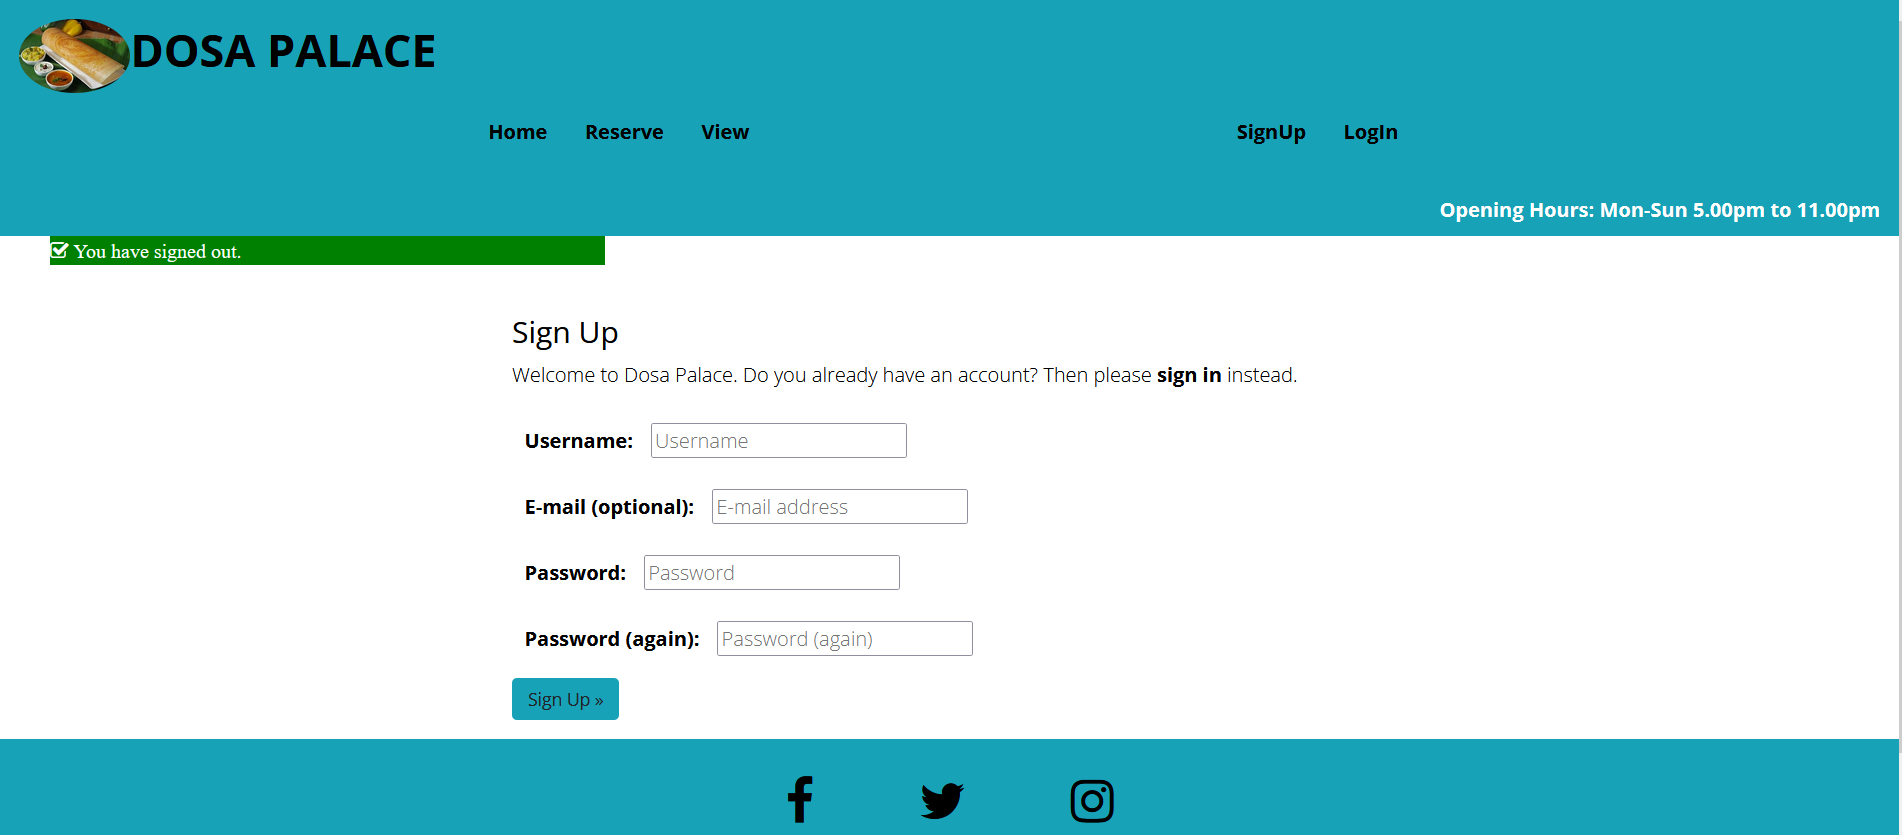 DOSA PALACE
Home Reserve View SignUp LogIn
Opening Hours: Mon-Sun 5.00pm to 11.00pm
You have signed out.
Sign Up
Welcome to Dosa Palace. Do you already have an account? Then please sign in instead.
Username: Username
E-mail (optional): E-mail address
Password: Password
Password (again): Password (again)
Sign Up »